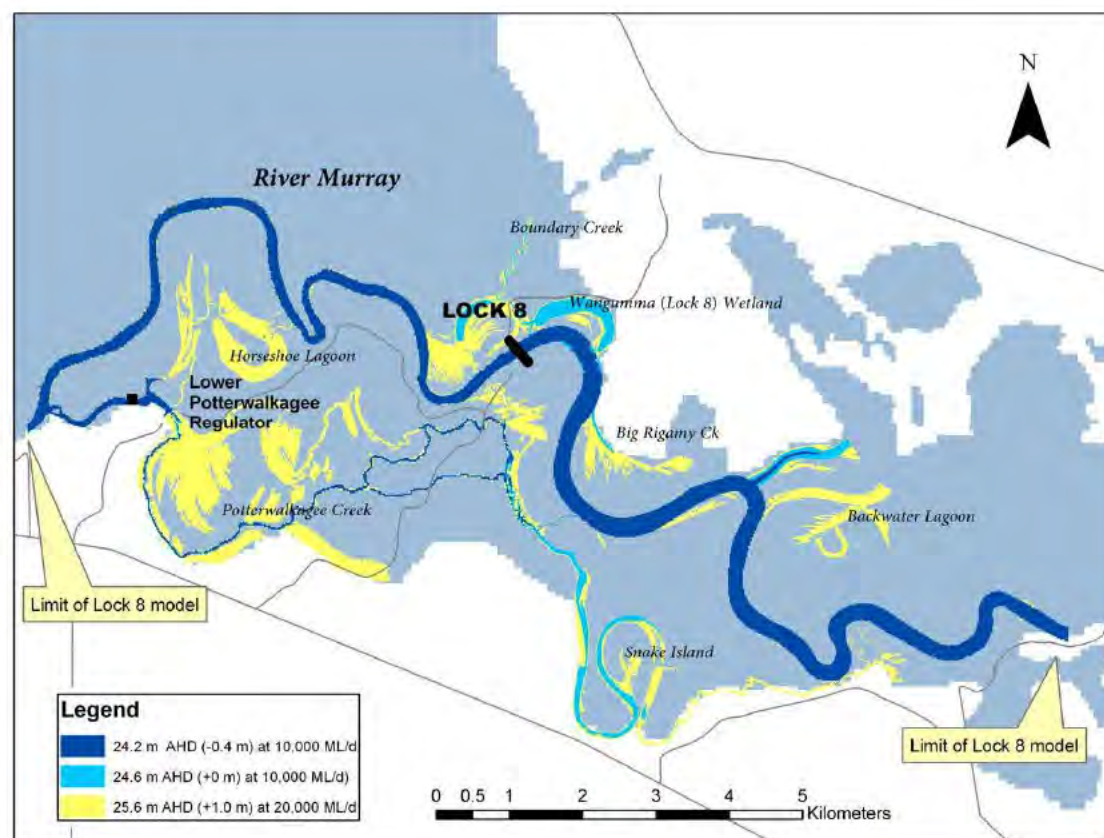 N
River Murray
Boundary Creek
LOCK 8
Wangumma (Lock 8) Wetland
Horseshoe Lagoon
Lower
Potterwalkagee
Regulator
Big Rigamy Ck
Potterwalkagee Creek
Backwater Lagoon
Limit of Lock 8 model
Snake Island
Limit of Lock 8 model
Legend
24.2 m AHD (-0.4 m) at 10,000 ML/d
24.6 m AHD (+0 m) at 10,000 ML/d)
25.6 m AHD (+1.0 m) at 20,000 ML/d
0 0.5 1 2 3 4 5
Kilometers